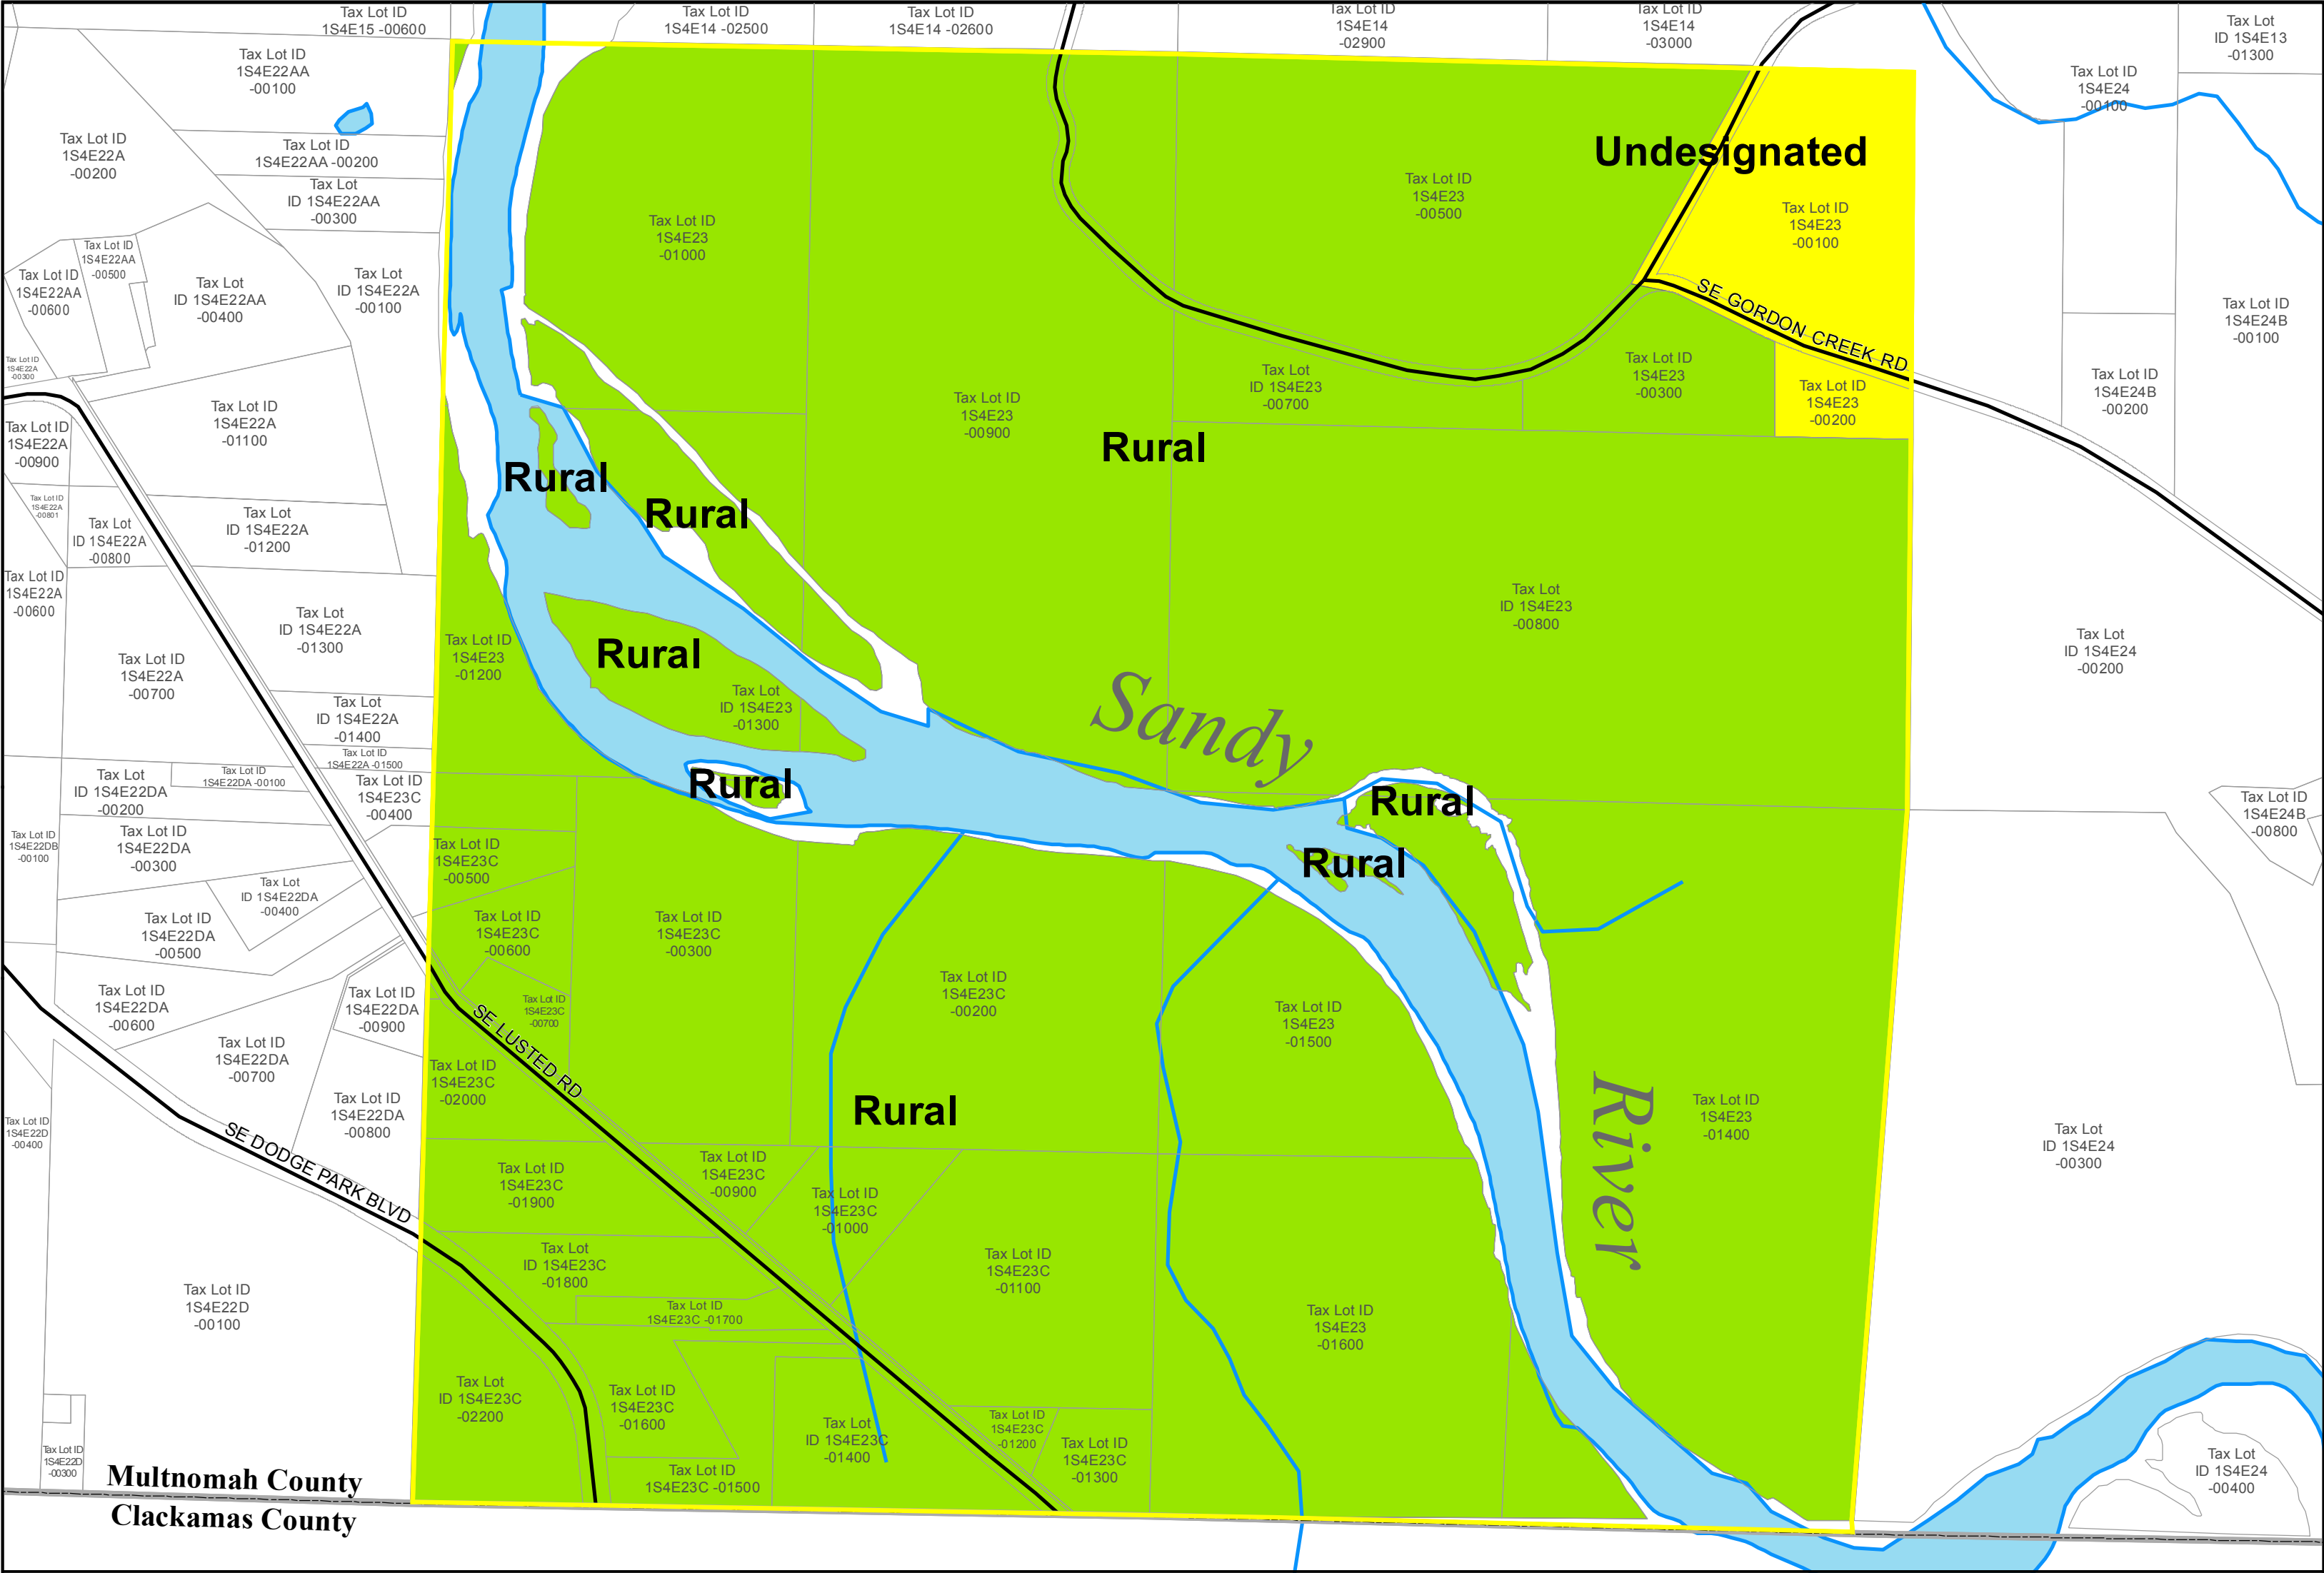 Tax Lot ID
1S4E15 -00600
Tax Lot ID
1S4E14 -02500
Tax Lot ID
1S4E14 -02600
Tax Lot ID
1S4E14
-02900
Tax Lot ID
1S4E14
-03000
Tax Lot
ID 1S4E13
-01300
Tax Lot ID
1S4E22AA
-00100
Tax Lot ID
1S4E24
-00100
Tax Lot ID
1S4E22A
-00200
Tax Lot ID
1S4E22AA -00200
Tax Lot
ID 1S4E22AA
-00300
Undesignated
Tax Lot ID
1S4E23
-00500
Tax Lot ID
1S4E23
-00100
Tax Lot ID
1S4E23
-01000
Tax Lot ID
1S4E22AA
-00500
Tax Lot ID
1S4E22AA
-00600
Tax Lot
ID 1S4E22AA
-00400
Tax Lot
ID 1S4E22A
-00100
SE GORDON CREEK RD
Tax Lot ID
1S4E24B
-00100
Tax Lot ID
1S4E22A
-00300
Tax Lot
ID 1S4E23
-00700
Tax Lot ID
1S4E23
-00300
Tax Lot ID
1S4E23
-00200
Tax Lot ID
1S4E24B
-00200
Tax Lot ID
1S4E22A
-01100
Tax Lot ID
1S4E23
-00900
Rural
Tax Lot ID
1S4E22A
-00900
Rural
Rural
Tax Lot ID
1S4E22A
-00801
Tax Lot
ID 1S4E22A
-00800
Tax Lot
ID 1S4E22A
-01200
Tax Lot ID
1S4E22A
-00600
Tax Lot
ID 1S4E23
-00800
Tax Lot
ID 1S4E22A
-01300
Tax Lot ID
1S4E23
-01200
Rural
Tax Lot
ID 1S4E24
-00200
Tax Lot ID
1S4E22A
-00700
Tax Lot
ID 1S4E23
-01300
Sandy
Tax Lot
ID 1S4E22A
-01400
Tax Lot ID
1S4E22A -01500
Tax Lot
ID 1S4E22DA
-00200
Tax Lot ID
1S4E22DA -00100
Tax Lot ID
1S4E23C
-00400
Rural
Rural
Tax Lot ID
1S4E24B
-00800
Tax Lot ID
1S4E22DB
-00100
Tax Lot ID
1S4E22DA
-00300
Tax Lot ID
1S4E23C
-00500
Rural
Tax Lot
ID 1S4E22DA
-00400
Tax Lot ID
1S4E22DA
-00500
Tax Lot ID
1S4E23C
-00600
Tax Lot ID
1S4E23C
-00300
Tax Lot ID
1S4E22DA
-00600
Tax Lot ID
1S4E22DA
-00900
Tax Lot ID
1S4E23C
-00700
Tax Lot ID
1S4E23C
-00200
Tax Lot ID
1S4E23
-01500
SE LUSTED RD
Tax Lot ID
1S4E22DA
-00700
Tax Lot ID
1S4E23C
-02000
River
Rural
Tax Lot ID
1S4E23
-01400
Tax Lot ID
1S4E22DA
-00800
Tax Lot ID
1S4E22D
-00400
SE DODGE PARK BLVD
Tax Lot
ID 1S4E24
-00300
Tax Lot ID
1S4E23C
-01900
Tax Lot ID
1S4E23C
-00900
Tax Lot ID
1S4E23C
-01000
Tax Lot
ID 1S4E23C
-01800
Tax Lot ID
1S4E23C
-01100
Tax Lot ID
1S4E22D
-00100
Tax Lot ID
1S4E23C -01700
Tax Lot ID
1S4E23
-01600
Tax Lot
ID 1S4E23C
-02200
Tax Lot ID
1S4E23C
-01600
Tax Lot
ID 1S4E23C
-01400
Tax Lot ID
1S4E23C
-01200
Tax Lot ID
1S4E23C
-01300
Tax Lot ID
1S4E22D
-00300
Tax Lot ID
1S4E23C -01500
Tax Lot
ID 1S4E24
-00400
Multnomah County
Clackamas County